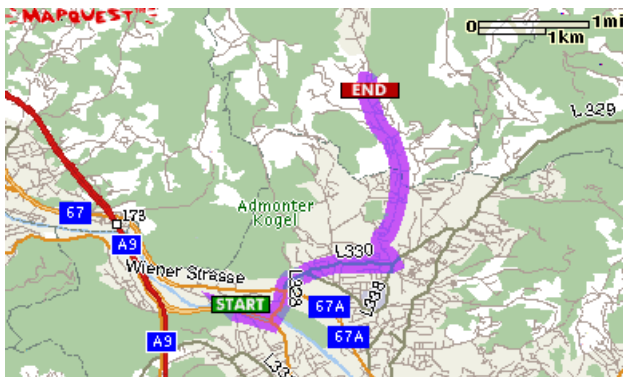 MAPQUEST
0 1mi
1km
END
L329
Admonter
Kogel
67
173
A9
L330
Wiener Strasse
START
L328
67A
L338
67A
A9